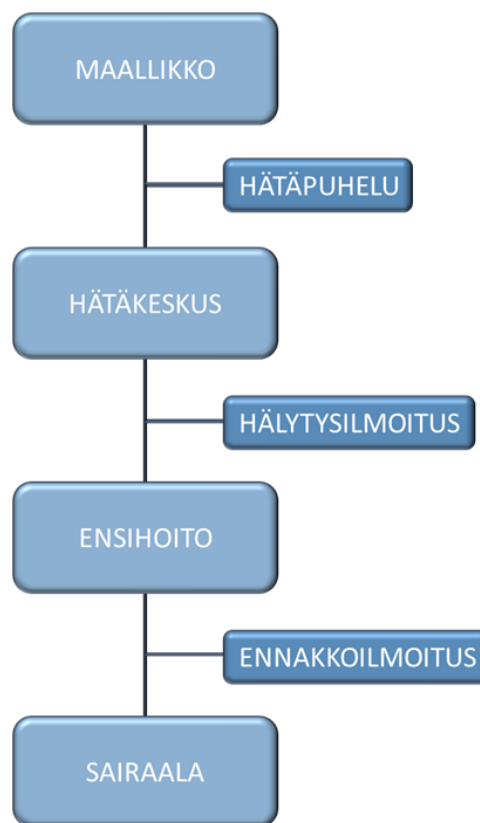 MAALLIKKO
HÄTÄPUHELU
HÄTÄKESKUS
HÄLYTYSILMOITUS
ENSIHOITO
ENNAKKOILMOITUS
SAIRAALA